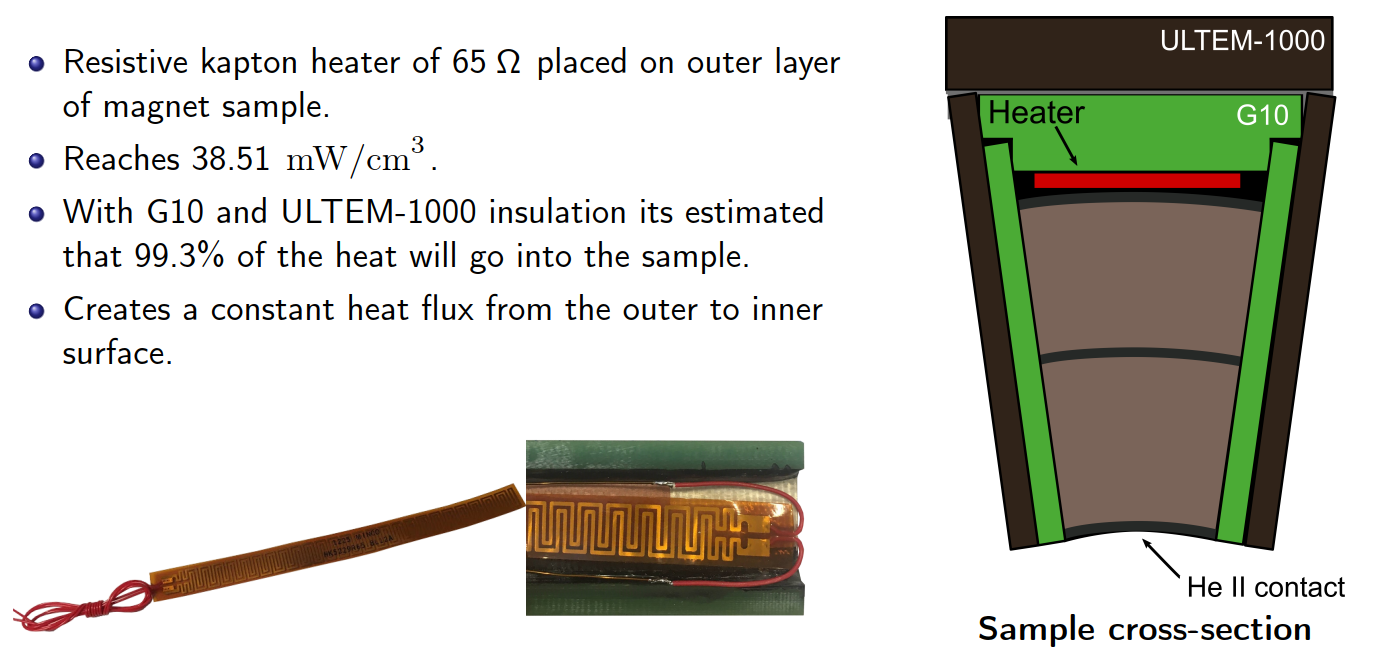 Resistive kapton heater of 65 Ω placed on outer layer
of magnet sample.
Reaches 38.51 mW/cm³.
With G10 and ULTEM-1000 insulation its estimated
that 99.3% of the heat will go into the sample.
Creates a constant heat flux from the outer to inner
surface.
ULTEM-1000
Heater
G10
He II contact
Sample cross-section